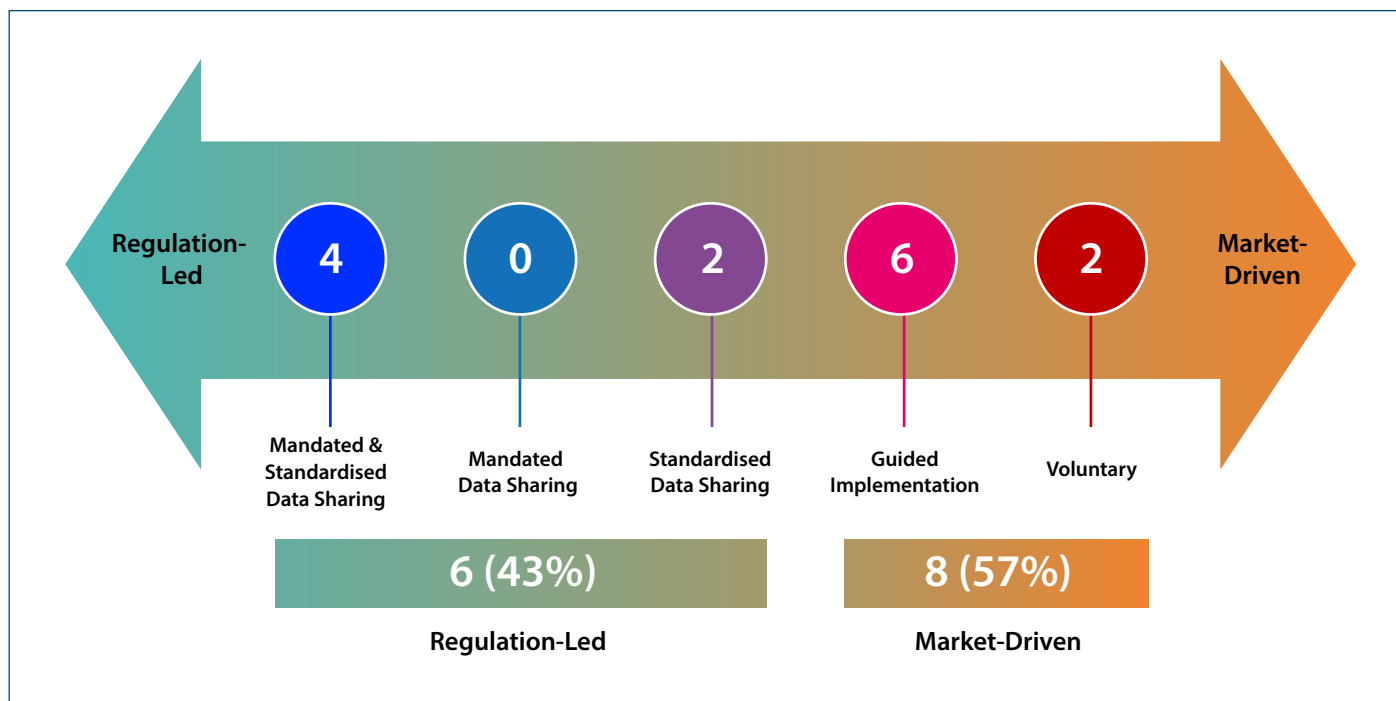 Regulation-
Led
4
0
2
6
2
Market-
Driven
Mandated &
Standardised
Data Sharing
Mandated
Data Sharing
Standardised
Data Sharing
Guided
Implementation
Voluntary
6 (43%)
8 (57%)
Regulation-Led
Market-Driven